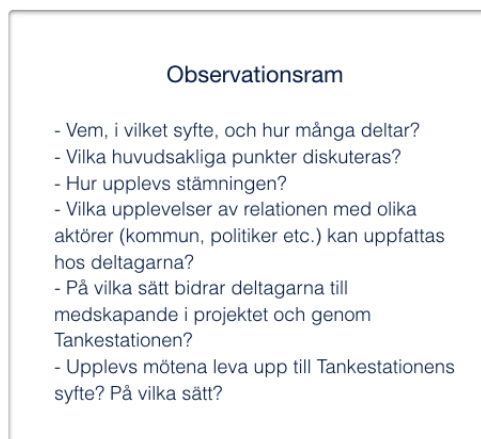 Observationsram
- Vem, i vilket syfte, och hur många deltar?
- Vilka huvudsakliga punkter diskuteras?
- Hur upplevs stämningen?
- Vilka upplevelser av relationen med olika
aktörer (kommun, politiker etc.) kan uppfattas
hos deltagarna?
- På vilka sätt bidrar deltagarna till
medskapande i projektet och genom
Tankestationen?
- Upplevs mötena leva upp till Tankestationens
syfte? På vilka sätt?